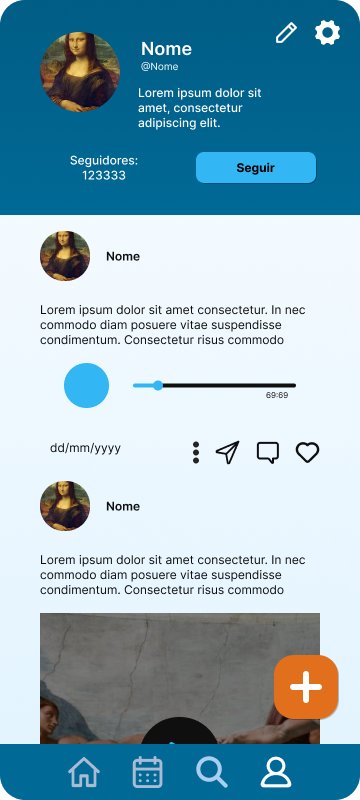 Nome
@Nome
Lorem ipsum dolor sit
amet, consectetur
adipiscing elit.
Seguidores:
123333
Seguir
Nome
Lorem ipsum dolor sit amet consectetur. In nec
commodo diam posuere vitae suspendisse
condimentum. Consectetur risus commodo
69:69
dd/mm/yyyy
Nome
Lorem ipsum dolor sit amet consectetur. In nec
commodo diam posuere vitae suspendisse
condimentum. Consectetur risus commodo